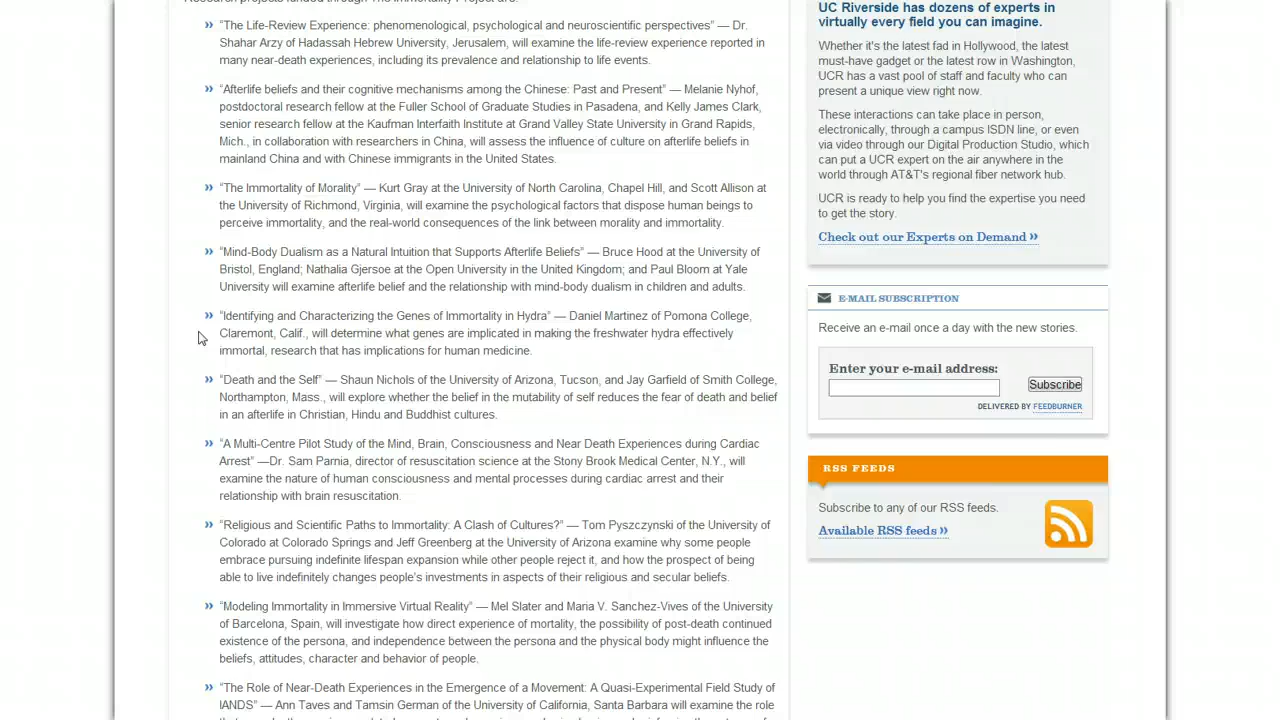 Research projects funded through The Immortality Project are:
» “The Life-Review Experience: phenomenological, psychological and neuroscientific perspectives” — Dr.
Shahar Arzy of Hadassah Hebrew University, Jerusalem, will examine the life-review experience reported in
many near-death experiences, including its prevalence and relationship to life events.
» “Afterlife beliefs and their cognitive mechanisms among the Chinese: Past and Present” — Melanie Nyhof,
postdoctoral research fellow at the Fuller School of Graduate Studies in Pasadena, and Kelly James Clark,
senior research fellow at the Kaufman Interfaith Institute at Grand Valley State University in Grand Rapids,
Mich., in collaboration with researchers in China, will assess the influence of culture on afterlife beliefs in
mainland China and with Chinese immigrants in the United States.
» “The Immortality of Morality” — Kurt Gray at the University of North Carolina, Chapel Hill, and Scott Allison at
the University of Richmond, Virginia, will examine the psychological factors that dispose human beings to
perceive immortality, and the real-world consequences of the link between morality and immortality.
» “Mind-Body Dualism as a Natural Intuition that Supports Afterlife Beliefs” — Bruce Hood at the University of
Bristol, England; Nathalia Gjersoe at the Open University in the United Kingdom; and Paul Bloom at Yale
University will examine afterlife belief and the relationship with mind-body dualism in children and adults.
» “Identifying and Characterizing the Genes of Immortality in Hydra” — Daniel Martinez of Pomona College,
Claremont, Calif., will determine what genes are implicated in making the freshwater hydra effectively
immortal, research that has implications for human medicine.
» “Death and the Self” — Shaun Nichols of the University of Arizona, Tucson, and Jay Garfield of Smith College,
Northampton, Mass., will explore whether the belief in the mutability of self reduces the fear of death and belief
in an afterlife in Christian, Hindu and Buddhist cultures.
» “A Multi-Centre Pilot Study of the Mind, Brain, Consciousness and Near Death Experiences during Cardiac
Arrest” —Dr. Sam Parnia, director of resuscitation science at the Stony Brook Medical Center, N.Y., will
examine the nature of human consciousness and mental processes during cardiac arrest and their
relationship with brain resuscitation.
» “Religious and Scientific Paths to Immortality: A Clash of Cultures?” — Tom Pyszczynski of the University of
Colorado at Colorado Springs and Jeff Greenberg at the University of Arizona examine why some people
embrace pursuing indefinite lifespan expansion while other people reject it, and how the prospect of being
able to live indefinitely changes people’s investments in aspects of their religious and secular beliefs.
» “Modeling Immortality in Immersive Virtual Reality” — Mel Slater and Maria V. Sanchez-Vives of the University
of Barcelona, Spain, will investigate how direct experience of mortality, the possibility of post-death continued
existence of the persona, and independence between the persona and the physical body might influence the
beliefs, attitudes, character and behavior of people.
» “The Role of Near-Death Experiences in the Emergence of a Movement: A Quasi-Experimental Field Study of
IANDS” — Ann Taves and Tamsin German of the University of California, Santa Barbara will examine the role
UC Riverside has dozens of experts in
virtually every field you can imagine.
Whether it's the latest fad in Hollywood, the latest
must-have gadget or the latest row in Washington,
UCR has a vast pool of staff and faculty who can
present a unique view right now.
These interactions can take place in person,
electronically, through a campus ISDN line, or even
via video through our Digital Production Studio, which
can put a UCR expert on the air anywhere in the
world through AT&T's regional fiber network hub.
UCR is ready to help you find the expertise you need
to get the story.
Check out our Experts on Demand »
E-MAIL SUBSCRIPTION
Receive an e-mail once a day with the new stories.
Enter your e-mail address:
Subscribe
DELIVERED BY FEEDBURNER
RSS FEEDS
Subscribe to any of our RSS feeds.
Available RSS feeds »